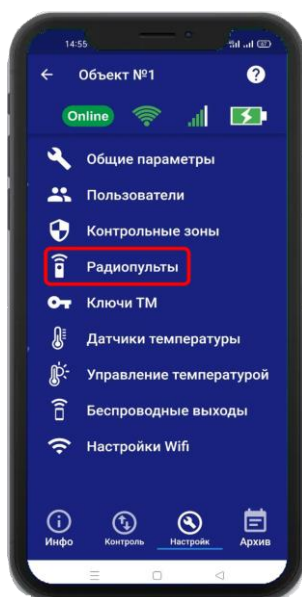 14:55
Объект №1
?
Online
Общие параметры
Пользователи
Контрольные зоны
Радиопульты
Ключи ТМ
Датчики температуры
Управление температурой
Беспроводные выходы
Настройки Wifi
Инфо Контроль Настройк Архив